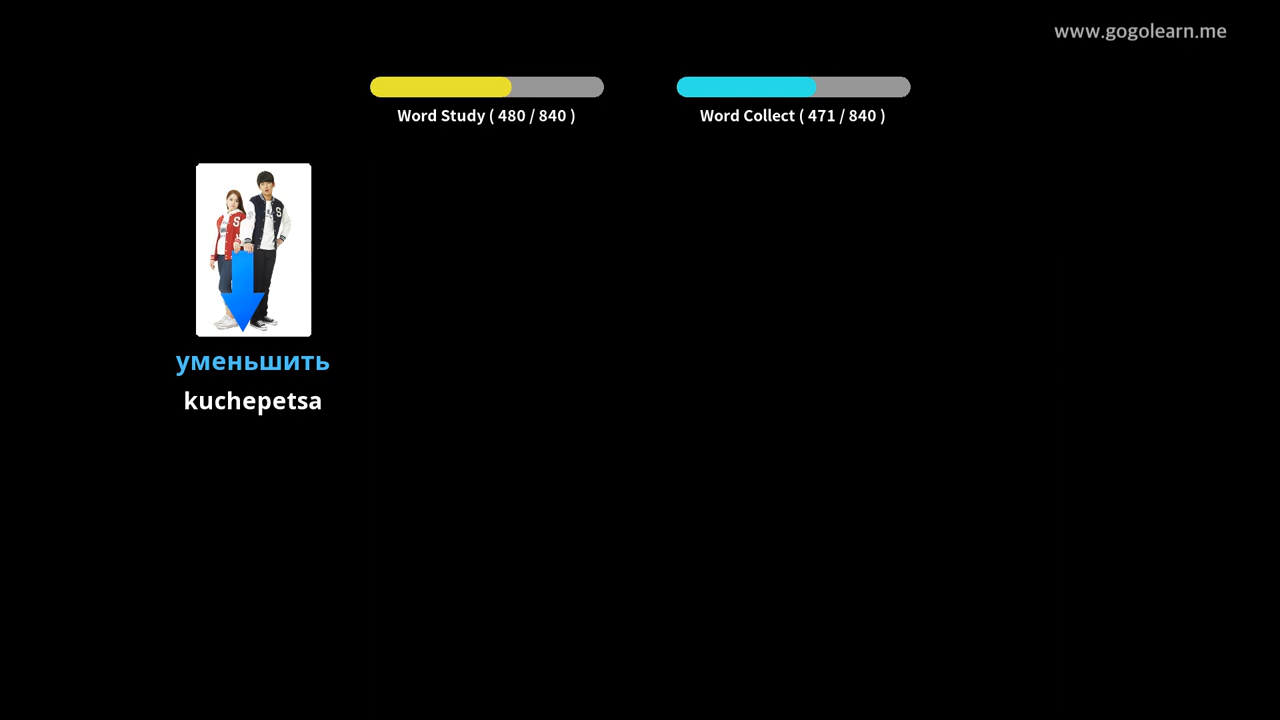 www.gogolearn.me
Word Study ( 480 / 840 )
Word Collect ( 471 / 840 )
S
S
уменьшить
kuchepetsa